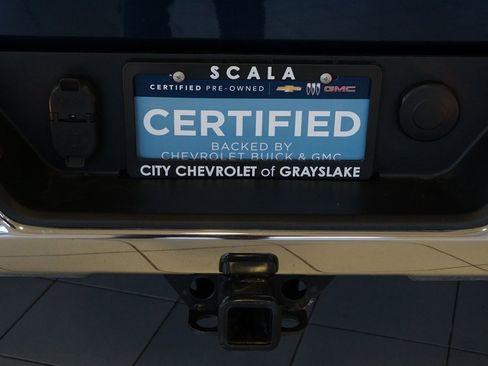 SCALA
CERTIFIED PRE-OWNED GMC
CERTIFIED
BACKED BY
CHEVROLET BUICK & GMC
CITY CHEVROLET of GRAYSLAKE